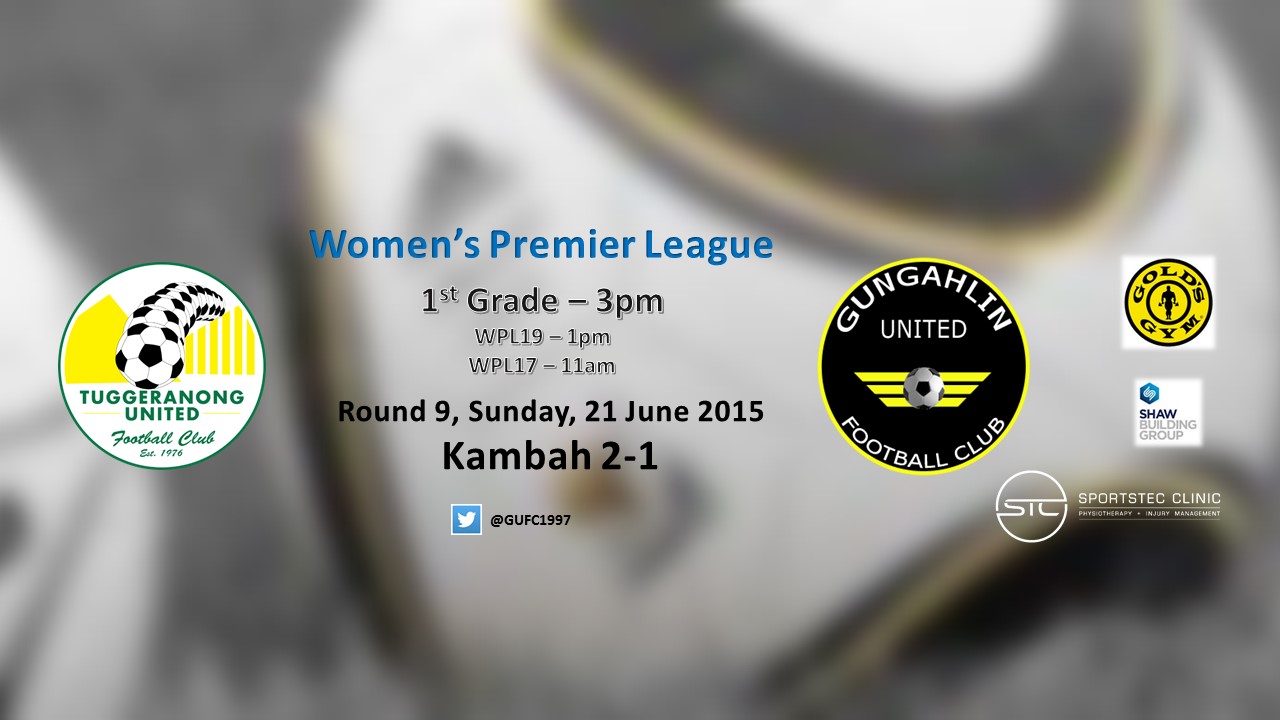 Women's Premier League
1st Grade – 3pm
WPL19 – 1pm
WPL17 – 11am
Round 9, Sunday, 21 June 2015
Kambah 2-1
@GUFC1997
TUGGERANONG
UNITED
Football Club
Est. 1976
GUNGAHLIN
UNITED
FOOTBALL CLUB
GOLD'S
GYM
SHAW
BUILDING
GROUP
STC
SPORTSTEC CLINIC
PHYSIOTHERAPY + INJURY MANAGEMENT